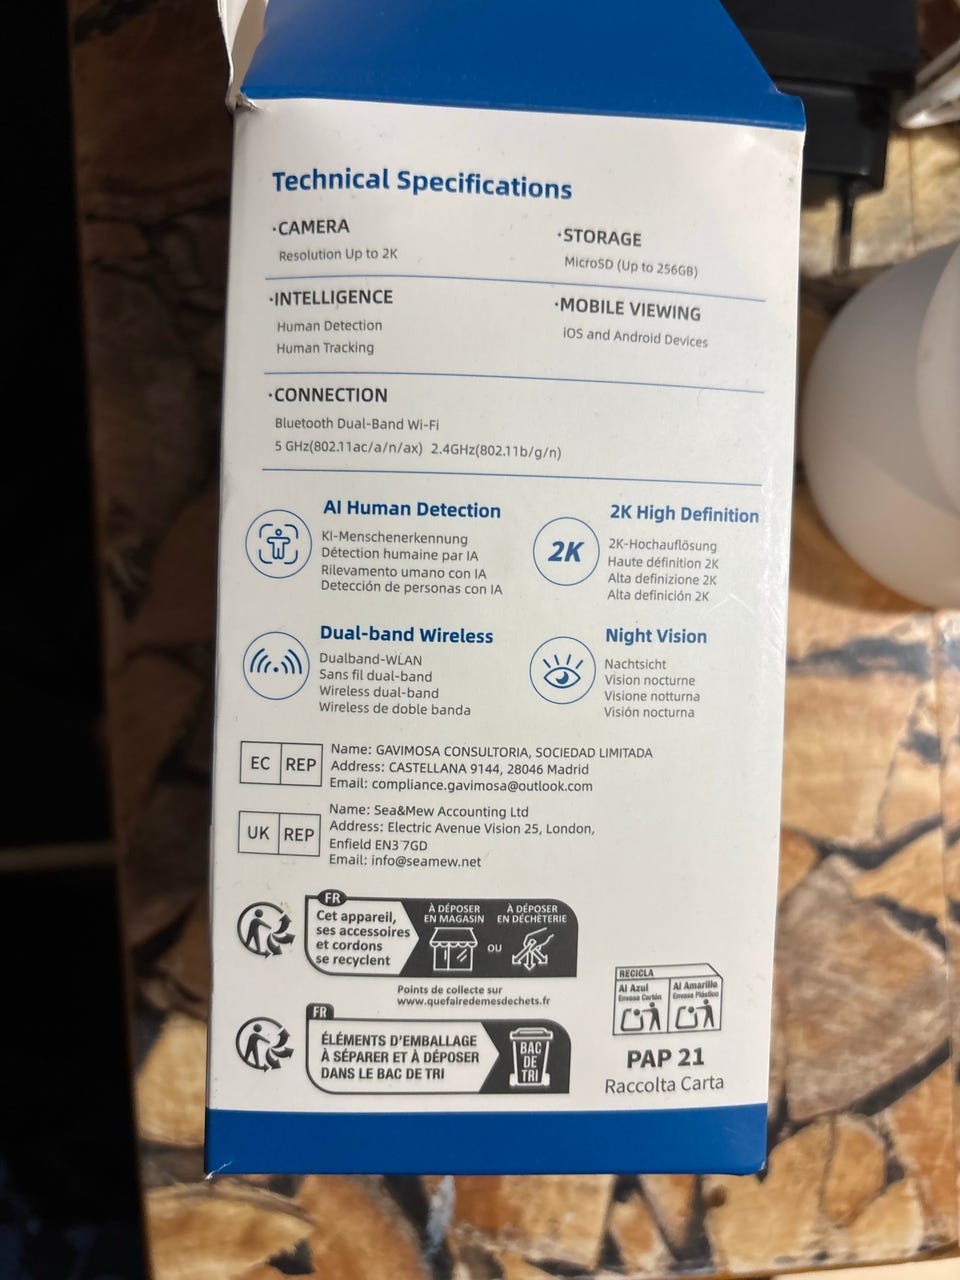 Technical Specifications
·CAMERA
Resolution Up to 2K
·STORAGE
MicroSD (Up to 256GB)
·INTELLIGENCE
Human Detection
Human Tracking
·MOBILE VIEWING
iOS and Android Devices
·CONNECTION
Bluetooth Dual-Band Wi-Fi
5 GHz(802.11ac/a/n/ax) 2.4GHz(802.11b/g/n)
AI Human Detection
KI-Menschenerkennung
Détection humaine par IA
Rilevamento umano con IA
Detección de personas con IA
2K
2K High Definition
2K-Hochauflösung
Haute définition 2K
Alta definizione 2K
Alta definición 2K
Dual-band Wireless
Dualband-WLAN
Sans fil dual-band
Wireless dual-band
Wireless de doble banda
Night Vision
Nachtsicht
Vision nocturne
Visione notturna
Visión nocturna
EC REP
Name: GAVIMOSA CONSULTORIA, SOCIEDAD LIMITADA
Address: CASTELLANA 9144, 28046 Madrid
Email: compliance.gavimosa@outlook.com
UK REP
Name: Sea&Mew Accounting Ltd
Address: Electric Avenue Vision 25, London,
Enfield EN3 7GD
Email: info@seamew.net
FR
Cet appareil,
ses accessoires
et cordons
se recyclent
À DÉPOSER
EN MAGASIN
OU
À DÉPOSER
EN DÉCHÈTERIE
Points de collecte sur
www.quefairedemesdechets.fr
FR
ÉLÉMENTS D'EMBALLAGE
À SÉPARER ET À DÉPOSER
DANS LE BAC DE TRI
BAC
DE
TRI
RECICLA
Al Azul
Envase Cartón
Al Amarillo
Envase Plástico
PAP 21
Raccolta Carta